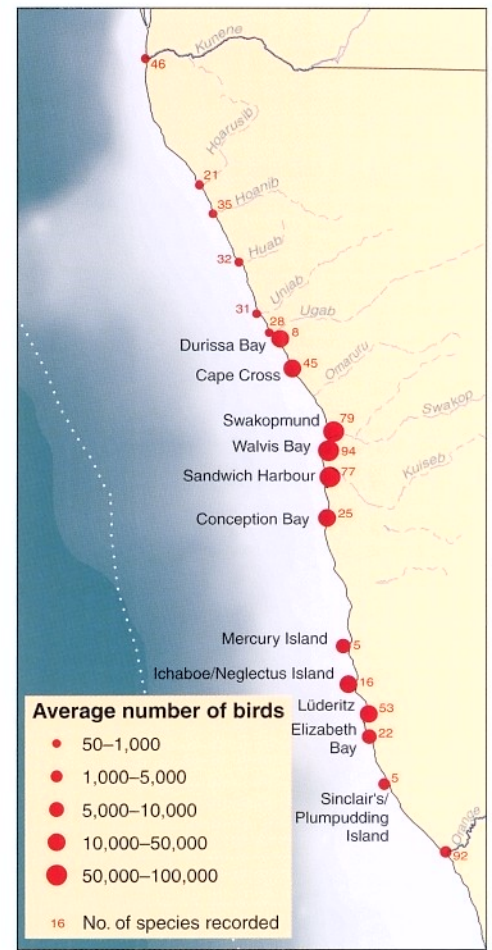 Kunene
46
Hoarusib
21
Hoanib
35
Huab
32
Uniab
31
Ugab
28
8
Durissa Bay
Omaruru
45
Cape Cross
Swakop
Swakopmund
79
Walvis Bay
94
Kuiseb
Sandwich Harbour
77
Conception Bay
25
Mercury Island
5
Ichaboe/Neglectus Island
16
Lüderitz
53
Elizabeth
Bay
22
5
Sinclair's/
Plumpudding
Island
Orange
92
Average number of birds
50–1,000
1,000–5,000
5,000–10,000
10,000–50,000
50,000–100,000
16 No. of species recorded